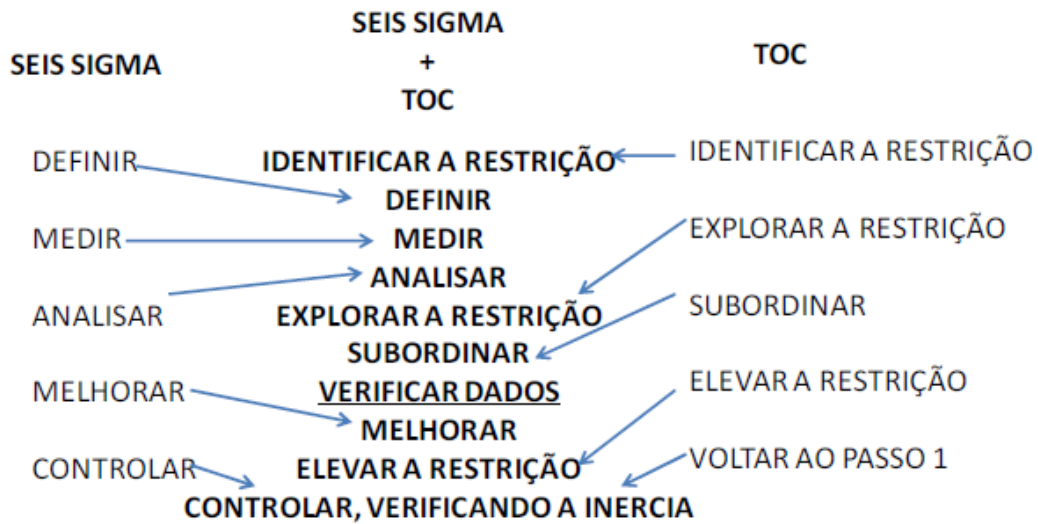 SEIS SIGMA
SEIS SIGMA
+
TOC
TOC
DEFINIR
MEDIR
ANALISAR
MELHORAR
CONTROLAR
IDENTIFICAR A RESTRIÇÃO
DEFINIR
MEDIR
ANALISAR
EXPLORAR A RESTRIÇÃO
SUBORDINAR
VERIFICAR DADOS
MELHORAR
ELEVAR A RESTRIÇÃO
CONTROLAR, VERIFICANDO A INERCIA
IDENTIFICAR A RESTRIÇÃO
EXPLORAR A RESTRIÇÃO
SUBORDINAR
ELEVAR A RESTRIÇÃO
VOLTAR AO PASSO 1